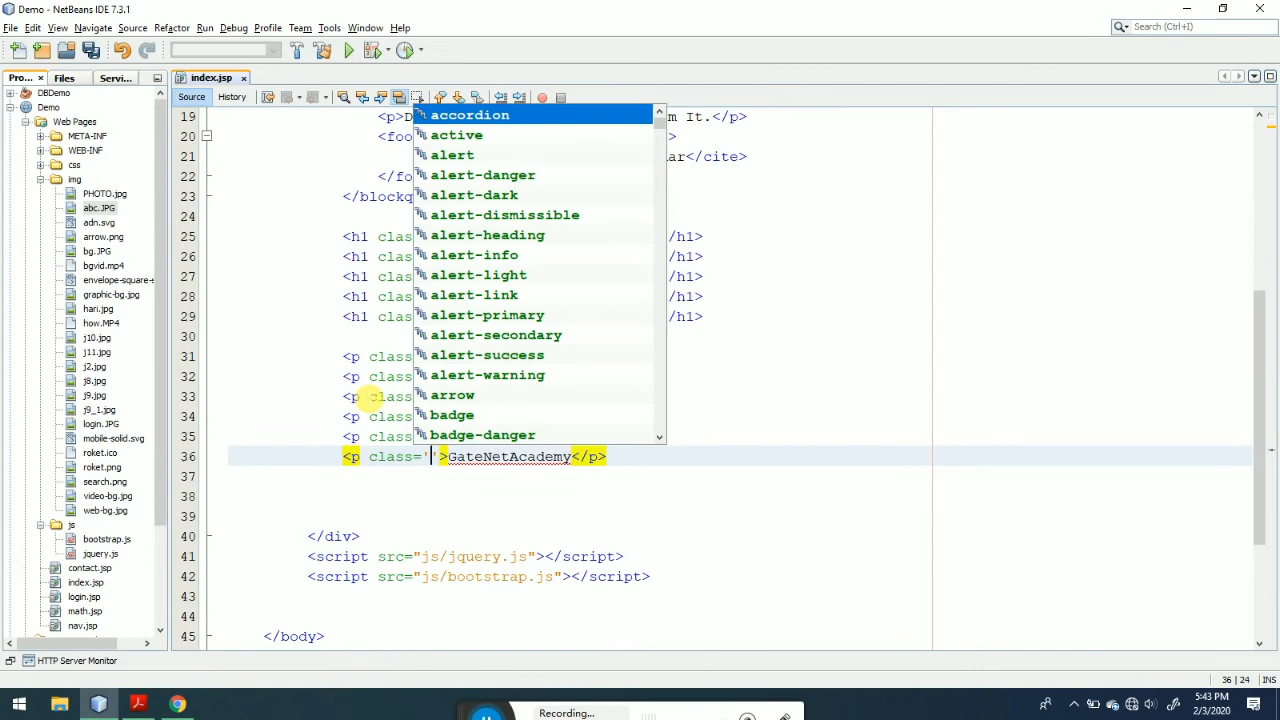 Demo - NetBeans IDE 7.3.1
File Edit View Navigate Source Refactor Run Debug Profile Team Tools Window Help
Search (Ctrl+I)
Pro... Files Servi...
index.jsp
Source History
DBDemo
Demo
Web Pages
META-INF
WEB-INF
css
img
PHOTO.jpg
abc.JPG
adn.svg
arrow.png
bg.JPG
bgvid.mp4
envelope-square-s
graphic-bg.jpg
hari.jpg
how.MP4
j10.jpg
j11.jpg
j2.jpg
j8.jpg
j9.jpg
j9_1.jpg
login.JPG
mobile-solid.svg
roket.ico
roket.png
search.png
video-bg.jpg
web-bg.jpg
js
bootstrap.js
jquery.js
contact.jsp
index.jsp
login.jsp
math.jsp
nav.jsp
HTTP Server Monitor
19 <p>D m It.</p>
20 <foo >
21 ar</cite>
22 </fo
23 </blockq
24
25 <h1 clas /h1>
26 <h1 clas /h1>
27 <h1 clas /h1>
28 <h1 clas /h1>
29 <h1 clas /h1>
30
31 <p class
32 <p class
33 <p class
34 <p class
35 <p class
36 <p class=''>GateNetAcademy</p>
37
38
39
40 </div>
41 <script src="js/jquery.js"></script>
42 <script src="js/bootstrap.js"></script>
43
44
45 </body>
accordion
active
alert
alert-danger
alert-dark
alert-dismissible
alert-heading
alert-info
alert-light
alert-link
alert-primary
alert-secondary
alert-success
alert-warning
arrow
badge
badge-danger
36 | 24 INS
Recording...
5:43 PM
2/3/2020